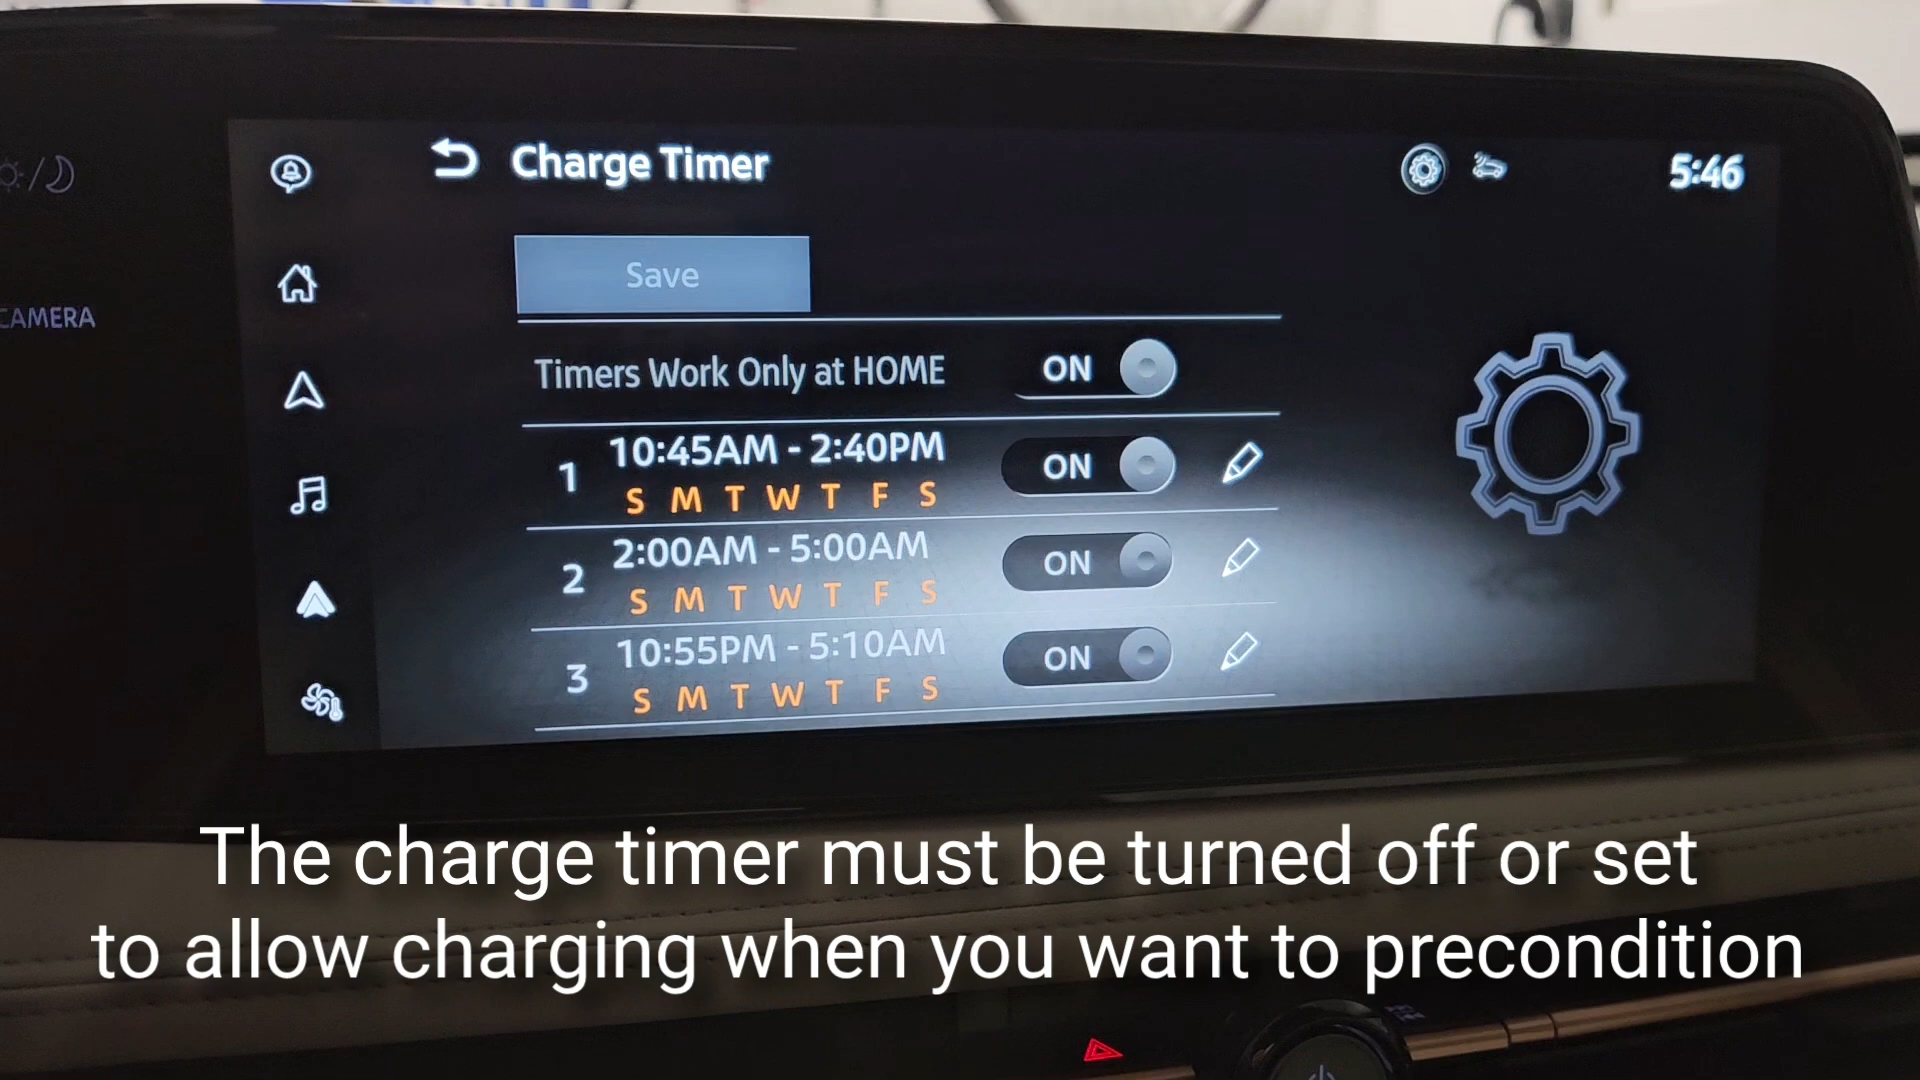 Charge Timer
5:46
CAMERA
Save
Timers Work Only at HOME ON
1 10:45AM - 2:40PM ON
S M T W T F S
2 2:00AM - 5:00AM ON
S M T W T F S
3 10:55PM - 5:10AM ON
S M T W T F S
The charge timer must be turned off or set
to allow charging when you want to precondition